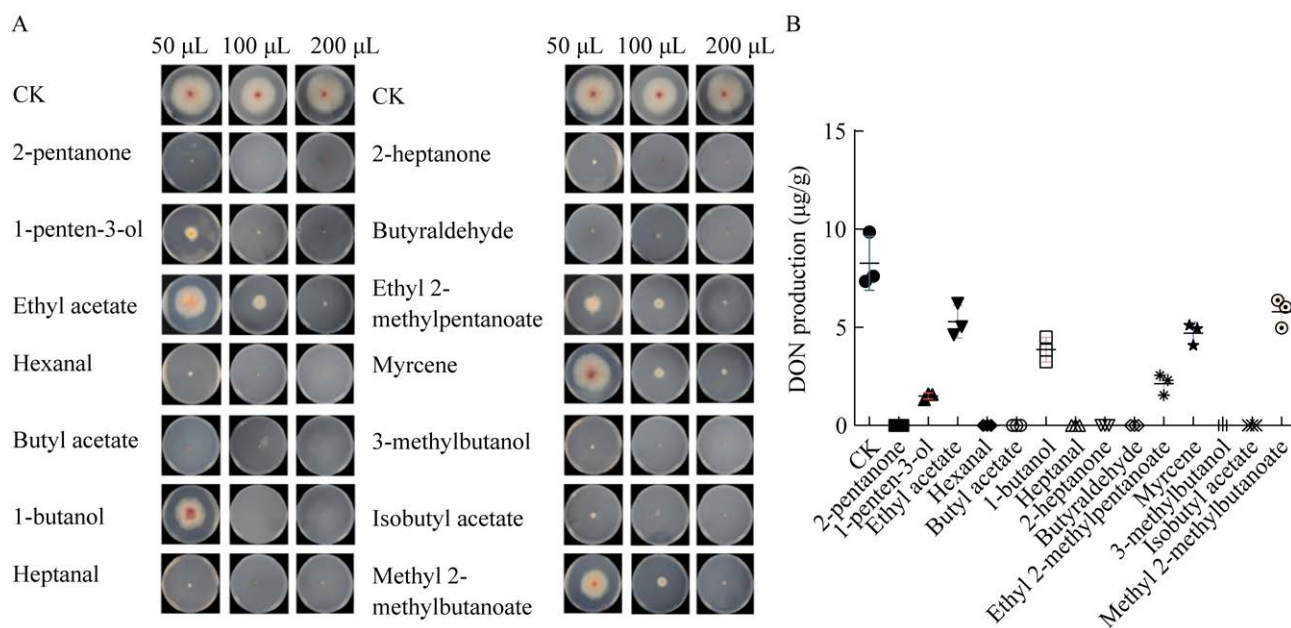 A
50 μL 100 μL 200 μL
CK
2-pentanone
1-penten-3-ol
Ethyl acetate
Hexanal
Butyl acetate
1-butanol
Heptanal
50 μL 100 μL 200 μL
CK
2-heptanone
Butyraldehyde
Ethyl 2-
methylpentanoate
Myrcene
3-methylbutanol
Isobutyl acetate
Methyl 2-
methylbutanoate
B
DON production (μg/g)
15
10
5
0
CK
2-pentanone
1-penten-3-ol
Ethyl acetate
Hexanal
Butyl acetate
1-butanol
Heptanal
2-heptanone
Butyraldehyde
Ethyl 2-methylpentanoate
Myrcene
3-methylbutanol
Isobutyl acetate
Methyl 2-methylbutanoate